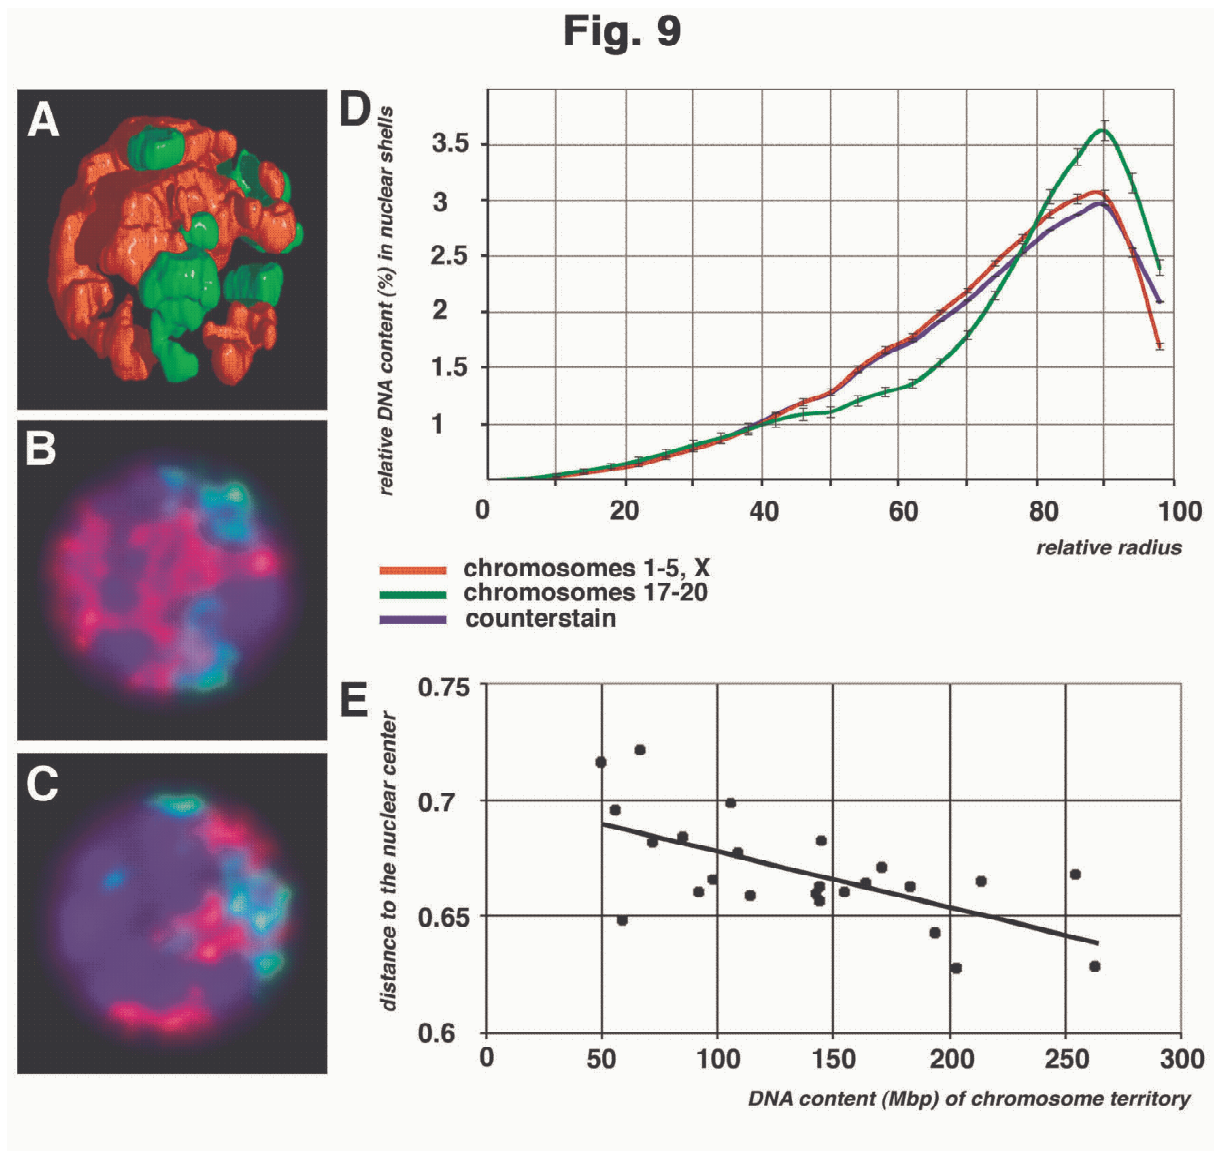 Fig. 9
A
B
C
D
relative DNA content (%) in nuclear shells
3.5
3
2.5
2
1.5
1
0 20 40 60 80 100
relative radius
chromosomes 1-5, X
chromosomes 17-20
counterstain
E
distance to the nuclear center
0.75
0.7
0.65
0.6
0 50 100 150 200 250 300
DNA content (Mbp) of chromosome territory